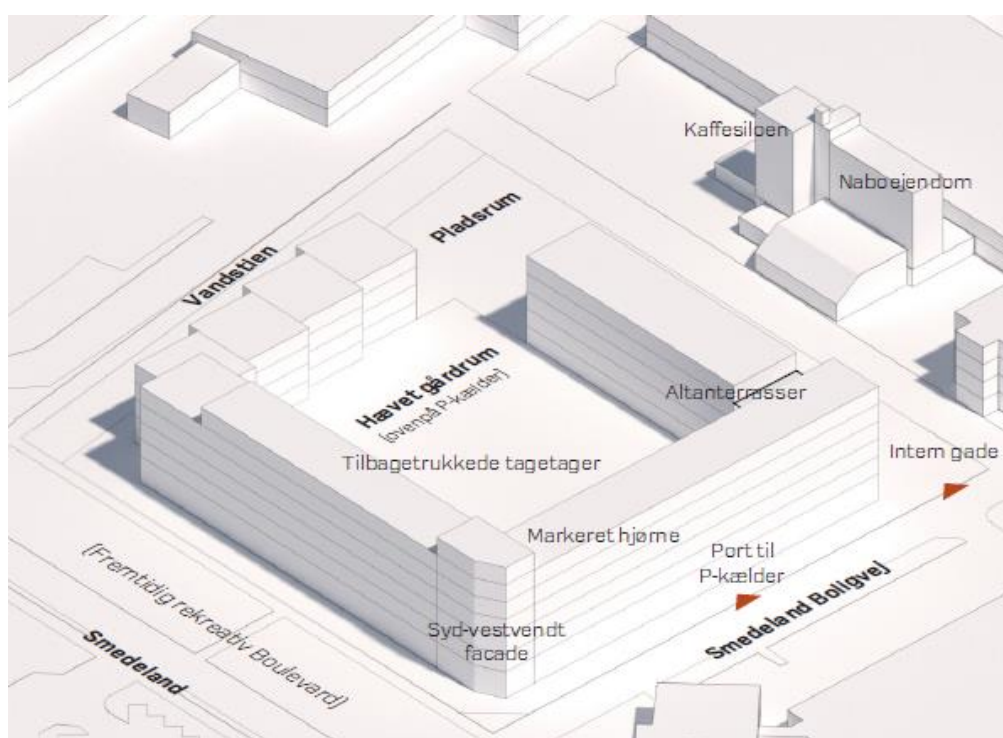 Kaffesiloen
Naboejendom
Pladsrum
Vandstien
Hævet gårdrum
(ovenpå P-kælder)
Altanterrasser
Tilbagetrukkede tagetager
Intern gade
Markeret hjørne
Port til
P-kælder
Smedeland Boligvej
Syd-vestvendt
facade
(Fremtidig rekreativ Boulevard)
Smedeland